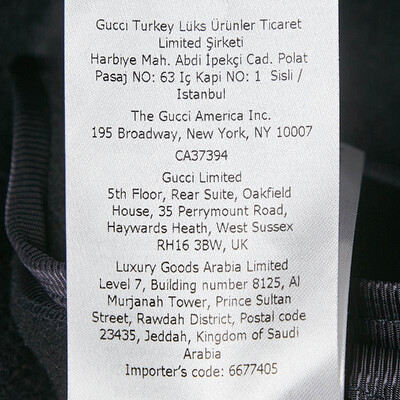 Gucci Turkey Lüks Ürünler Ticaret
Limited Şirketi
Harbiye Mah. Abdi İpekçi Cad. Polat
Pasaj NO: 63 Iç Kapi NO: 1  Sisli /
Istanbul
The Gucci America Inc.
195 Broadway, New York, NY 10007
CA37394
Gucci Limited
5th Floor, Rear Suite, Oakfield
House, 35 Perrymount Road,
Haywards Heath, West Sussex
RH16 3BW, UK
Luxury Goods Arabia Limited
Level 7, Building number 8125, Al
Murjanah Tower, Prince Sultan
Street, Rawdah District, Postal code
23435, Jeddah, Kingdom of Saudi
Arabia
Importer's code: 6677405